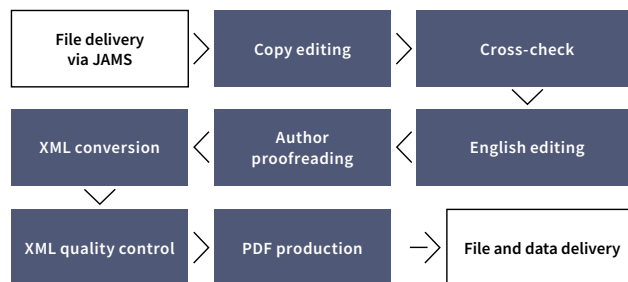 File delivery
via JAMS
Copy editing
Cross-check
English editing
Author
proofreading
XML conversion
XML quality control
PDF production
File and data delivery